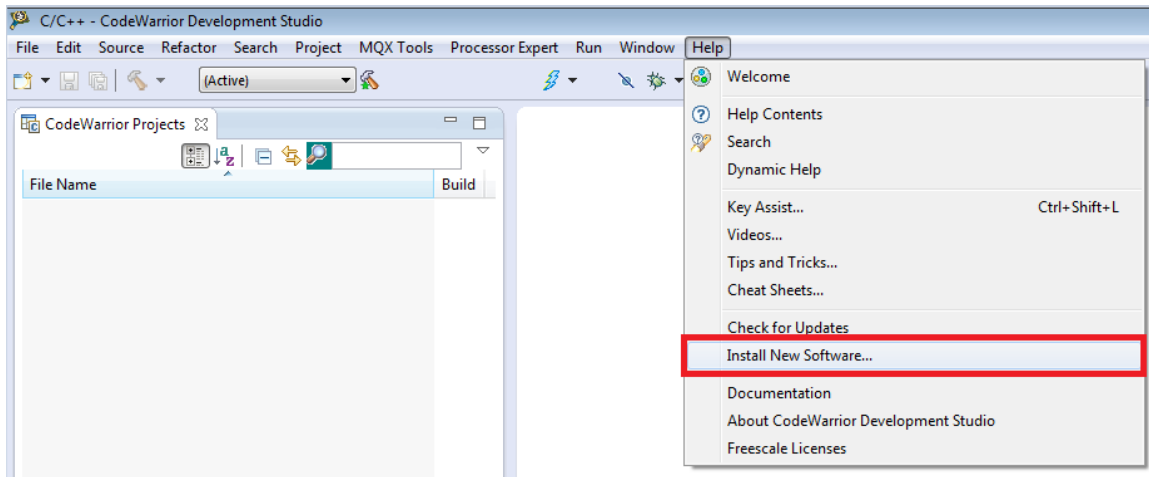 C/C++ - CodeWarrior Development Studio
File Edit Source Refactor Search Project MQX Tools Processor Expert Run Window Help
(Active)
CodeWarrior Projects
File Name Build
Welcome
Help Contents
Search
Dynamic Help
Key Assist... Ctrl+Shift+L
Videos...
Tips and Tricks...
Cheat Sheets...
Check for Updates
Install New Software...
Documentation
About CodeWarrior Development Studio
Freescale Licenses